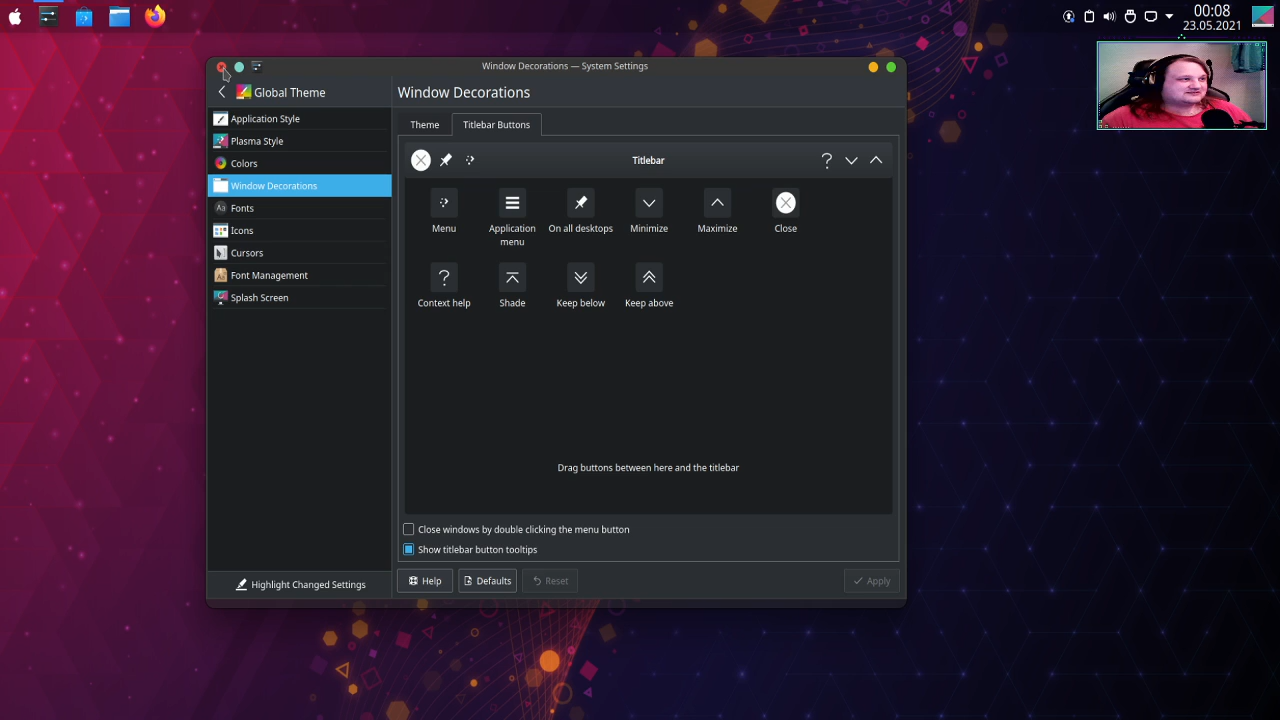 00:08
23.05.2021
Window Decorations — System Settings
Global Theme
Window Decorations
Application Style
Plasma Style
Colors
Window Decorations
Fonts
Icons
Cursors
Font Management
Splash Screen
Highlight Changed Settings
Theme
Titlebar Buttons
Titlebar
Menu
Application
menu
On all desktops
Minimize
Maximize
Close
Context help
Shade
Keep below
Keep above
Drag buttons between here and the titlebar
Close windows by double clicking the menu button
Show titlebar button tooltips
Help
Defaults
Reset
Apply